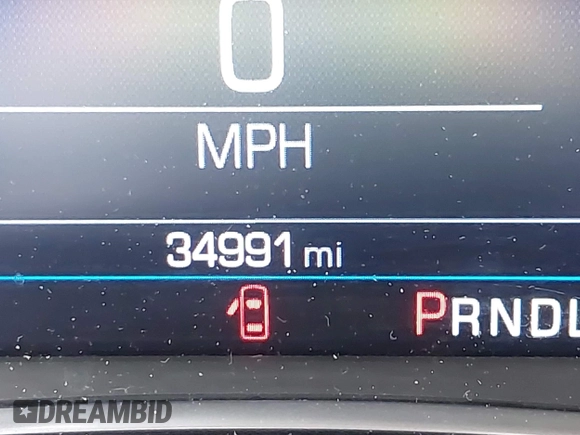 0
MPH
34991 mi
PRNDL
DREAMBID